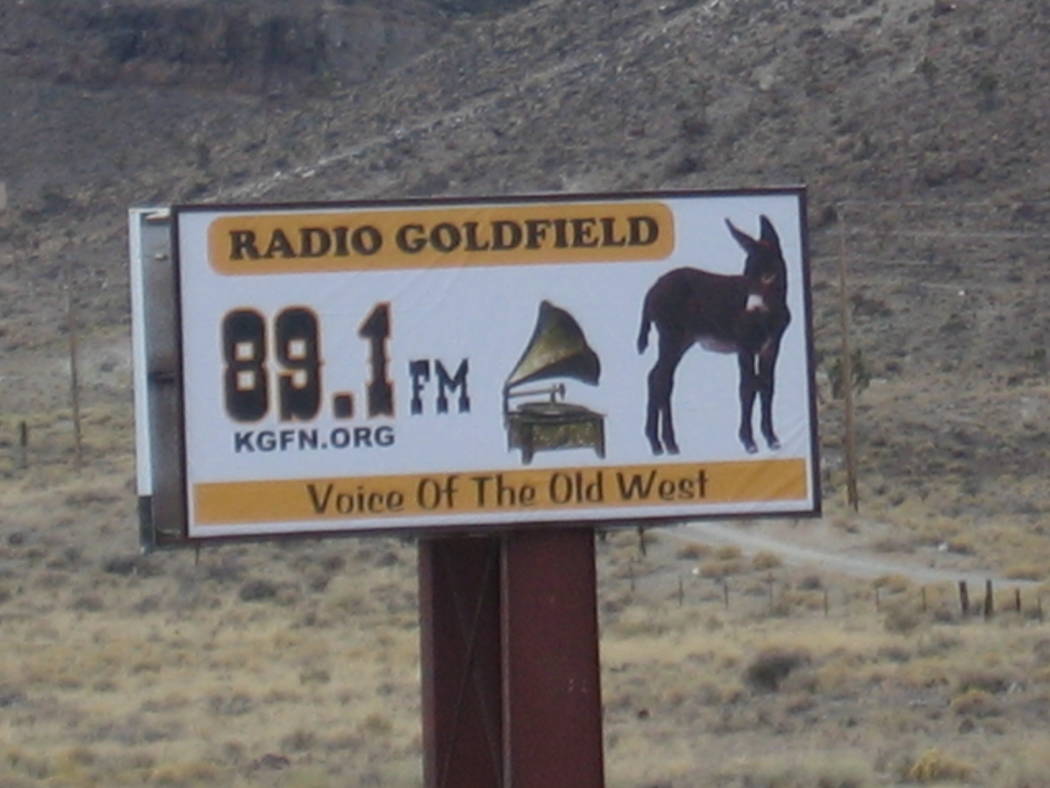 RADIO GOLDFIELD
89.1 FM
KGFN.ORG
Voice Of The Old West